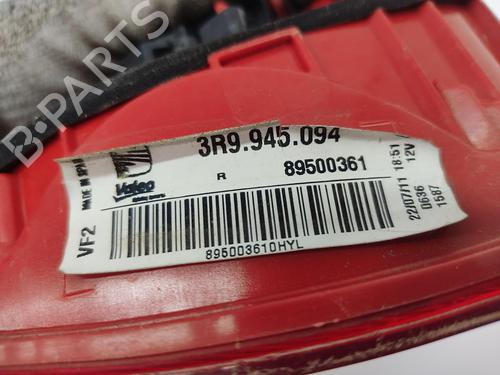 B-PARTS
3R9.945.094
R 89500361
Valeo
895003610HYL
VF2 MADE IN SPAIN
22/07/11 18:51 12V
0636
1587